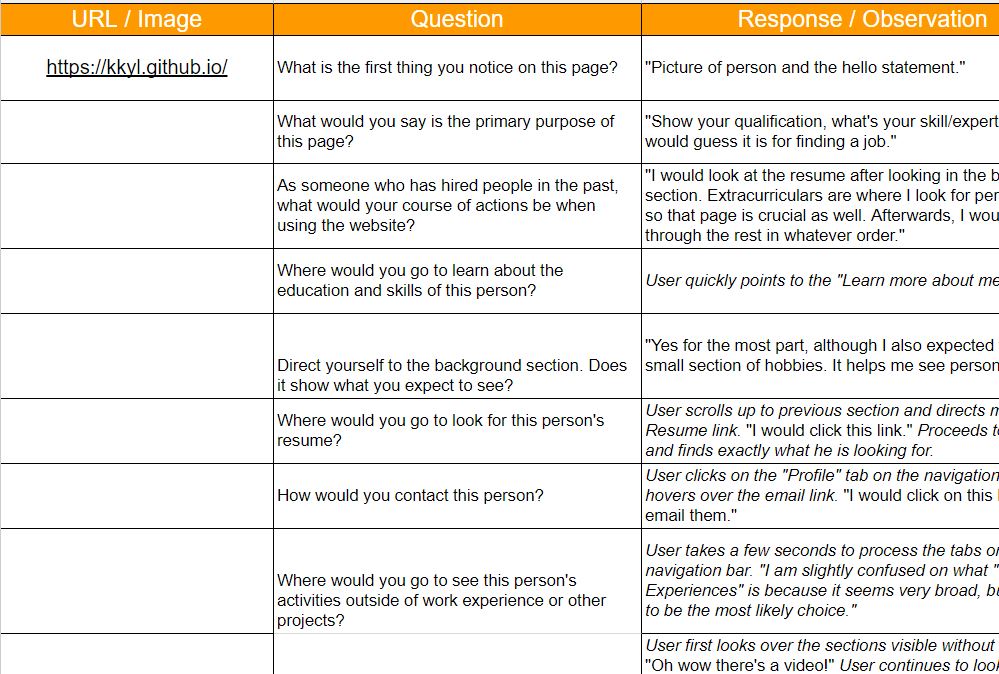 URL / Image Question Response / Observation
https://kkyl.github.io/ What is the first thing you notice on this page? "Picture of person and the hello statement."
What would you say is the primary purpose of
this page?
"Show your qualification, what's your skill/expert
would guess it is for finding a job."
As someone who has hired people in the past,
what would your course of actions be when
using the website?
"I would look at the resume after looking in the b
section. Extracurriculars are where I look for per
so that page is crucial as well. Afterwards, I wou
through the rest in whatever order."
Where would you go to learn about the
education and skills of this person?
User quickly points to the "Learn more about me
Direct yourself to the background section. Does
it show what you expect to see?
"Yes for the most part, although I also expected
small section of hobbies. It helps me see person
Where would you go to look for this person's
resume?
User scrolls up to previous section and directs m
Resume link. "I would click this link." Proceeds to
and finds exactly what he is looking for.
How would you contact this person?
User clicks on the "Profile" tab on the navigation
hovers over the email link. "I would click on this
email them."
Where would you go to see this person's
activities outside of work experience or other
projects?
User takes a few seconds to process the tabs on
navigation bar. "I am slightly confused on what "
Experiences" is because it seems very broad, bu
to be the most likely choice."
User first looks over the sections visible without
"Oh wow there's a video!" User continues to look